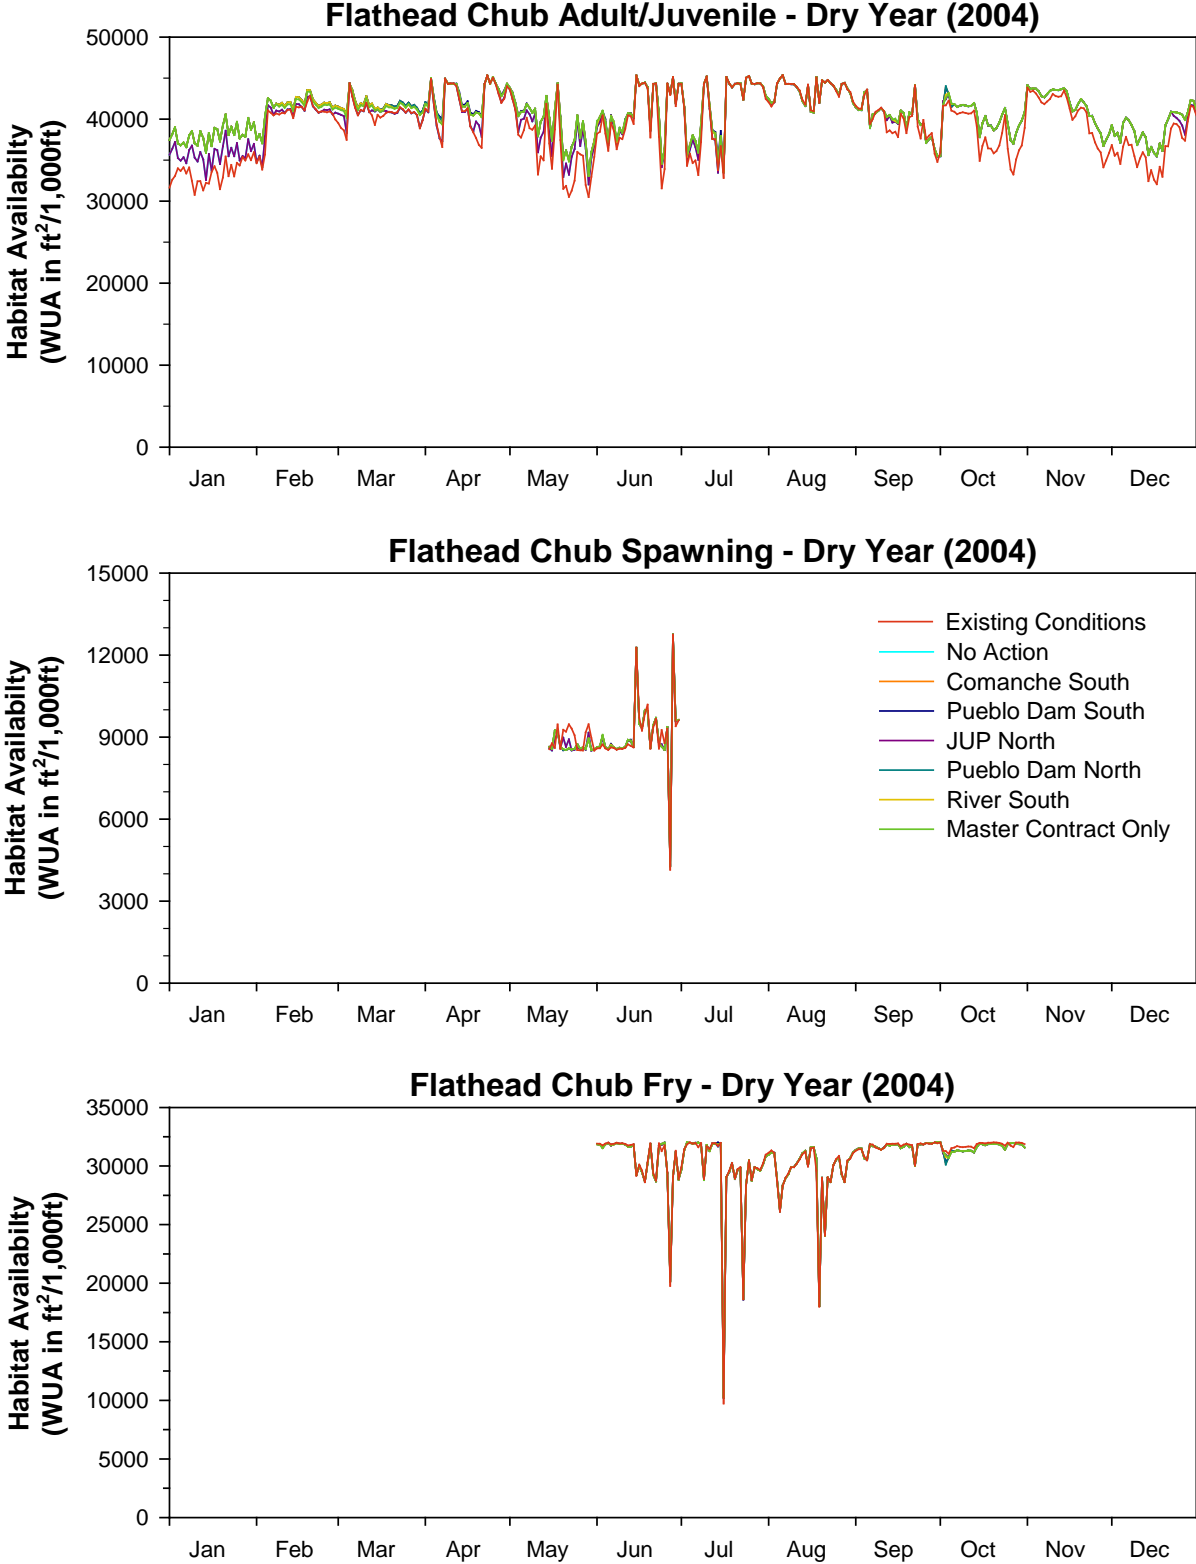 Flathead Chub Adult/Juvenile - Dry Year (2004)
Habitat Availabilty
(WUA in ft²/1,000ft)
50000
40000
30000
20000
10000
0
Jan Feb Mar Apr May Jun Jul Aug Sep Oct Nov Dec
Flathead Chub Spawning - Dry Year (2004)
Habitat Availabilty
(WUA in ft²/1,000ft)
15000
12000
9000
6000
3000
0
Existing Conditions
No Action
Comanche South
Pueblo Dam South
JUP North
Pueblo Dam North
River South
Master Contract Only
Jan Feb Mar Apr May Jun Jul Aug Sep Oct Nov Dec
Flathead Chub Fry - Dry Year (2004)
Habitat Availabilty
(WUA in ft²/1,000ft)
35000
30000
25000
20000
15000
10000
5000
0
Jan Feb Mar Apr May Jun Jul Aug Sep Oct Nov Dec